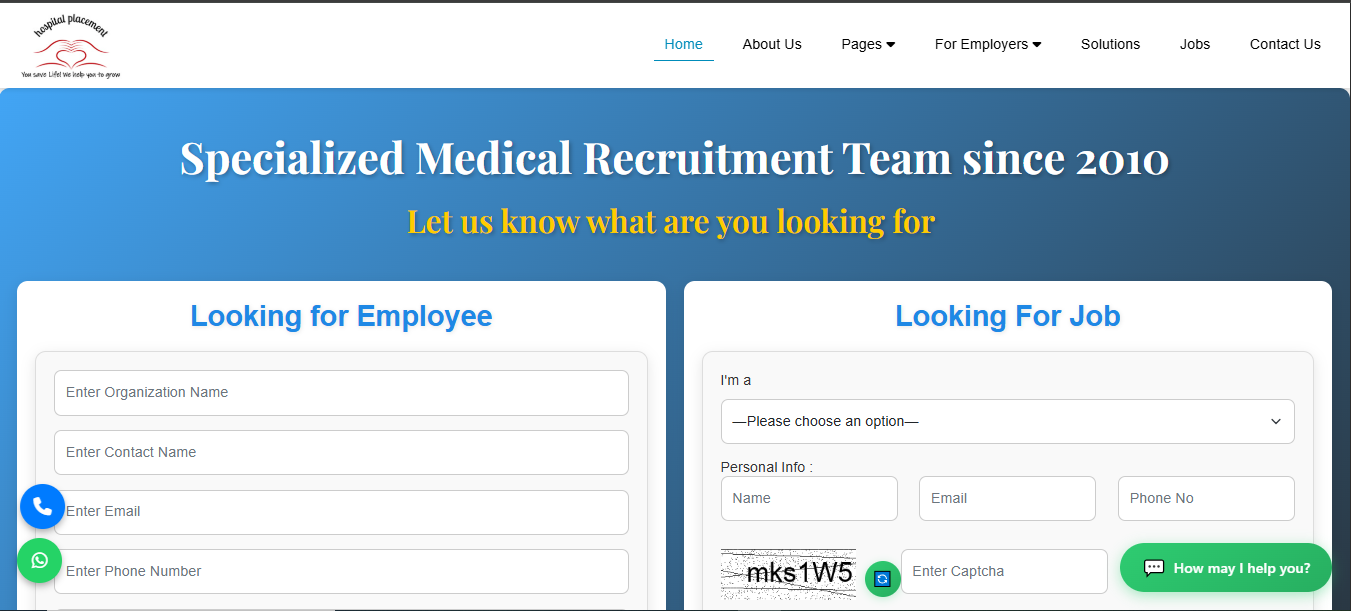 hospital placement
You save Life! We help you to grow
Home
About Us
Pages
For Employers
Solutions
Jobs
Contact Us
Specialized Medical Recruitment Team since 2010
Let us know what are you looking for
Looking for Employee
Enter Organization Name
Enter Contact Name
Enter Email
Enter Phone Number
Looking For Job
I'm a
—Please choose an option—
Personal Info :
Name
Email
Phone No
mks1W5
Enter Captcha
How may I help you?